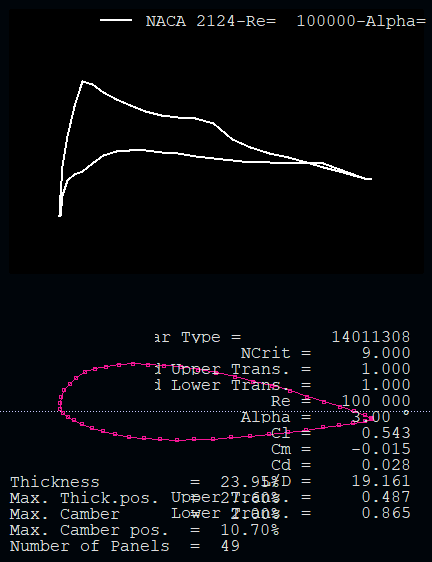 NACA 2124-Re=  100000-Alpha=
ar Type = 14011308
NCrit = 9.000
d Upper Trans. = 1.000
d Lower Trans. = 1.000
Re = 100 000
Alpha = 3.00 °
Cl = 0.543
Cm = -0.015
Cd = 0.028
L/D = 19.161
Upper Trans. = 0.487
Lower Trans. = 0.865
Thickness = 23.95%
Max. Thick.pos. = 27.60%
Max. Camber =
Max. Camber pos. = 10.70%
Number of Panels = 49